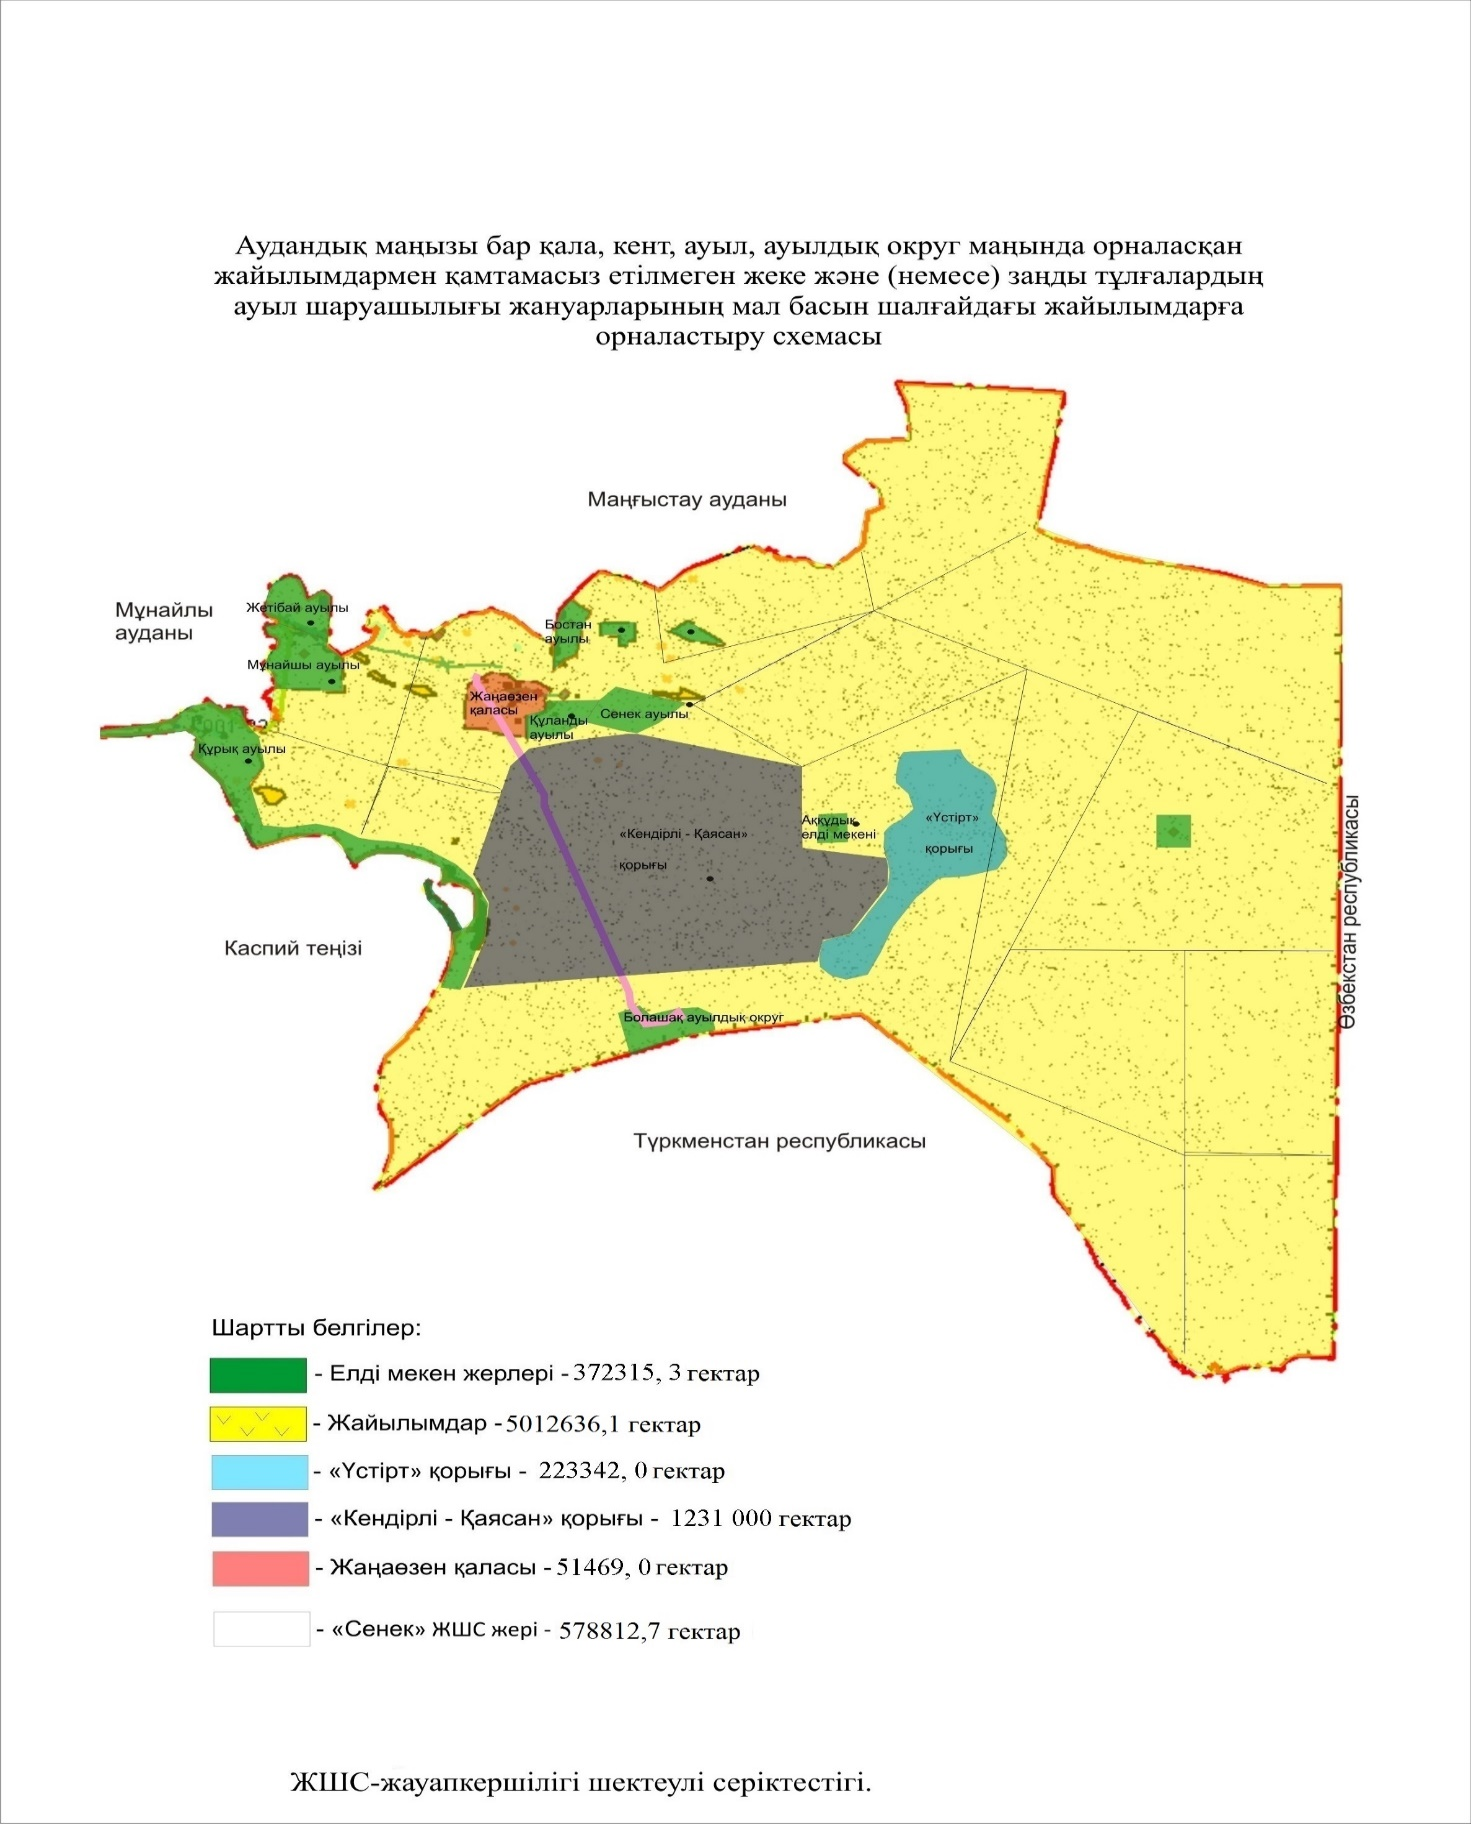 Аудандық маңызы бар қала, кент, ауыл, ауылдық округ маңында орналасқан
жайылымдармен қамтамасыз етілмеген жеке және (немесе) заңды тұлғалардың
ауыл шаруашылығы жануарларының мал басын шалғайдағы жайылымдарға
орналастыру схемасы
Маңғыстау ауданы
Мұнайлы
ауданы
Жетібай ауылы
Бостан
ауылы
Мұнайшы ауылы
Жаңаөзен
қаласы
Құланды
ауылы
Сенек ауылы
Құрық ауылы
Аққұдық
елді мекені
«Үстірт»
қорығы
«Кендірлі - Қаясан»
қорығы
Өзбекстан республикасы
Каспий теңізі
Болашақ ауылдық округ
Түркменстан республикасы
Шартты белгілер:
- Елді мекен жерлері - 372315, 3 гектар
- Жайылымдар - 5012636,1 гектар
- «Үстірт» қорығы - 223342, 0 гектар
- «Кендірлі - Қаясан» қорығы - 1231 000 гектар
- Жаңаөзен қаласы - 51469, 0 гектар
- «Сенек» ЖШС жері - 578812,7 гектар
ЖШС-жауапкершілігі шектеулі серіктестігі.